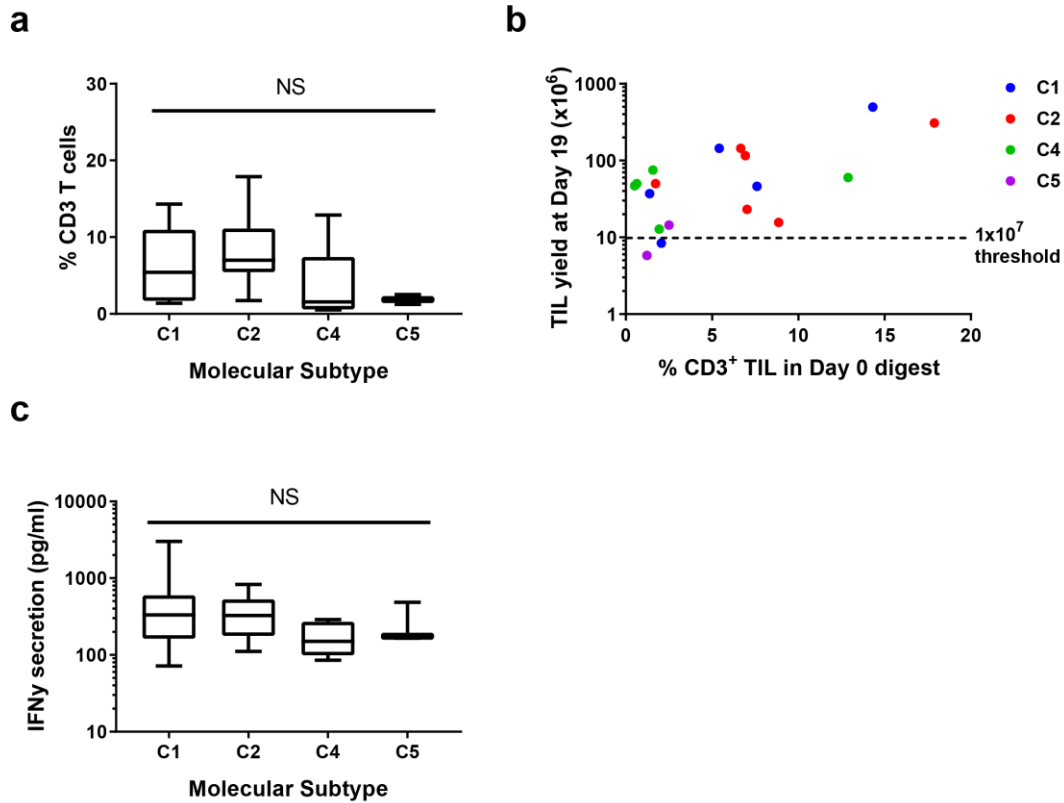 a
30
20
10
0
% CD3 T cells
NS
C1 C2 C4 C5
Molecular Subtype
b
1000
100
10
1
TIL yield at Day 19 (x10⁶)
0 5 10 15 20
% CD3⁺ TIL in Day 0 digest
1x10⁷
threshold
C1
C2
C4
C5
c
10000
1000
100
10
IFNy secretion (pg/ml)
NS
C1 C2 C4 C5
Molecular Subtype